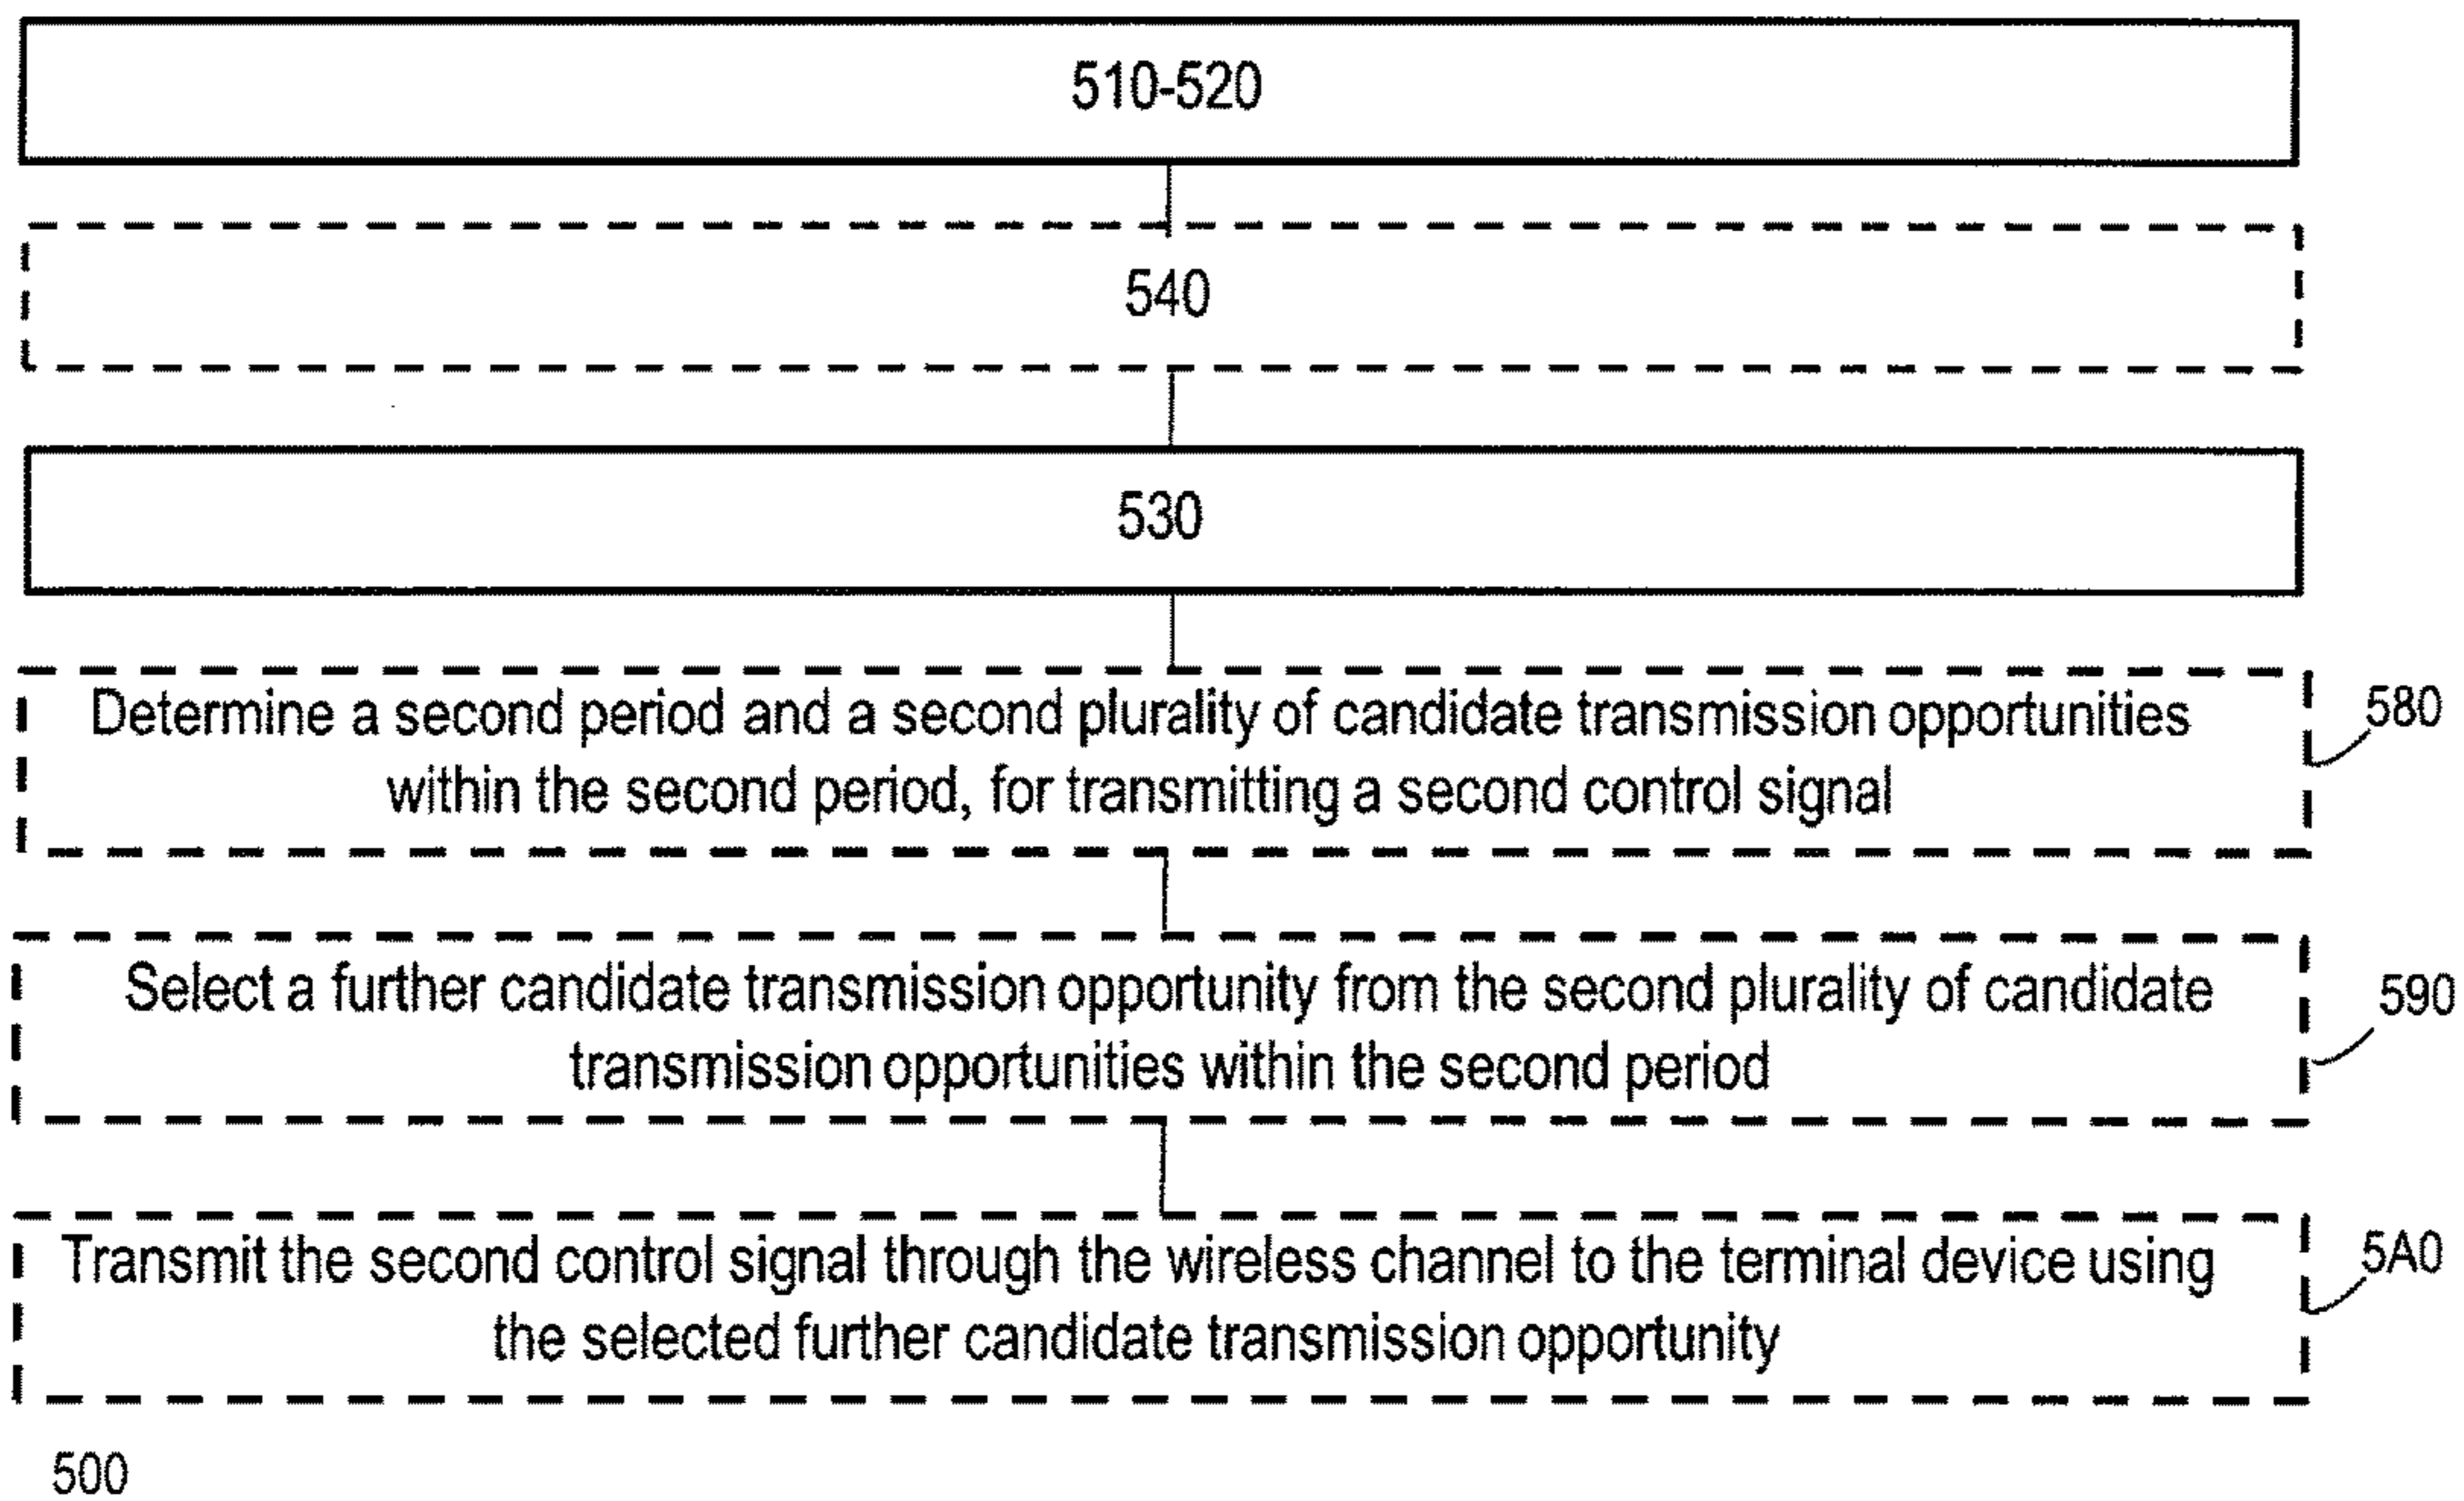 510-520
540
530
Determine a second period and a second plurality of candidate transmission opportunities
within the second period, for transmitting a second control signal
580
Select a further candidate transmission opportunity from the second plurality of candidate
transmission opportunities within the second period
590
Transmit the second control signal through the wireless channel to the terminal device using
the selected further candidate transmission opportunity
5A0
500